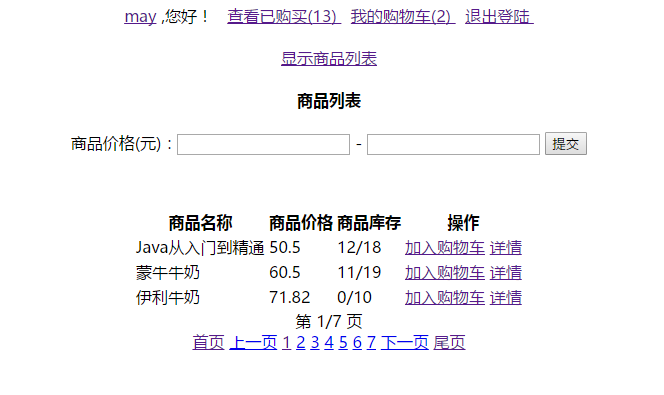 may ,您好！ 查看已购买(13) 我的购物车(2) 退出登陆
显示商品列表
商品列表
商品价格(元)： - 提交
商品名称 商品价格 商品库存 操作
Java从入门到精通 50.5 12/18 加入购物车 详情
蒙牛牛奶 60.5 11/19 加入购物车 详情
伊利牛奶 71.82 0/10 加入购物车 详情
第 1/7 页
首页 上一页 1 2 3 4 5 6 7 下一页 尾页